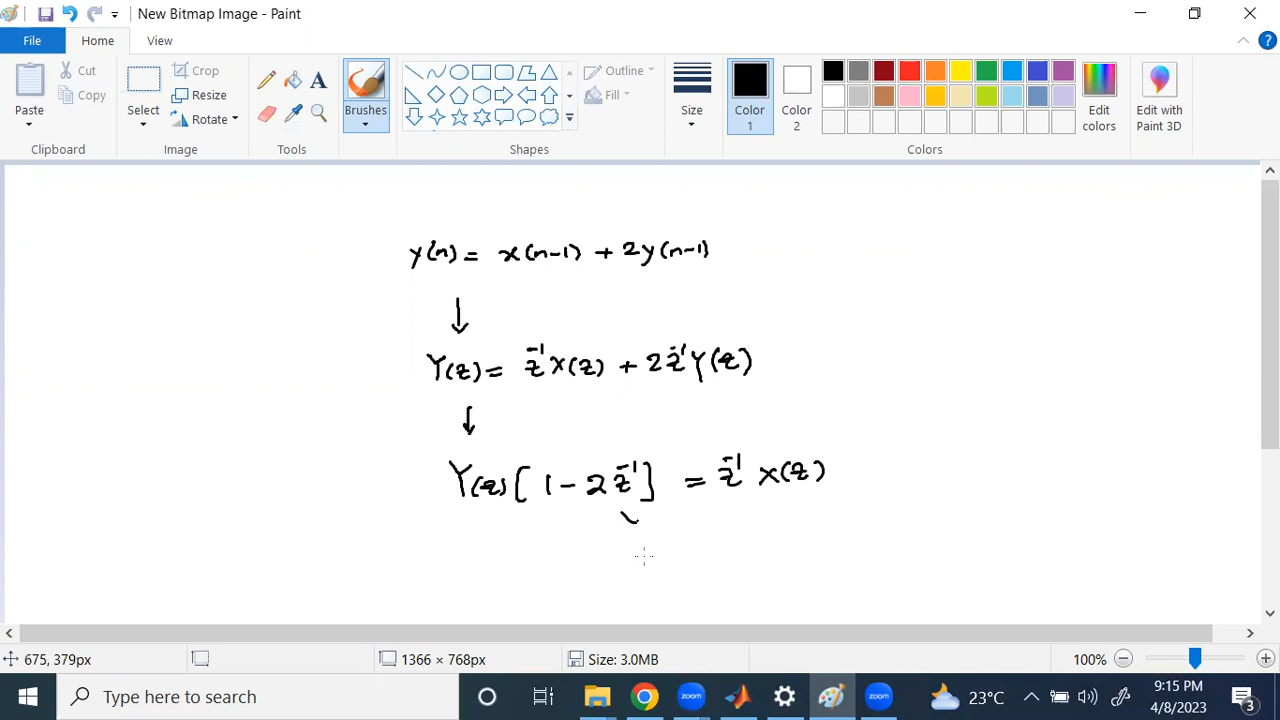 New Bitmap Image - Paint
File Home View
Paste Cut Copy Clipboard
Select Crop Resize Rotate Image
A Tools
Brushes
Outline Fill Shapes
Size
Color 1 Color 2 Edit colors Colors
Edit with Paint 3D
y(n) = x(n-1) + 2y(n-1)
↓
Y(z) = z⁻¹X(z) + 2z⁻¹Y(z)
↓
Y(z)[1 - 2z⁻¹] = z⁻¹ X(z)
675, 379px 1366 × 768px Size: 3.0MB 100%
Type here to search zoom zoom 23°C 9:15 PM
4/8/2023 3